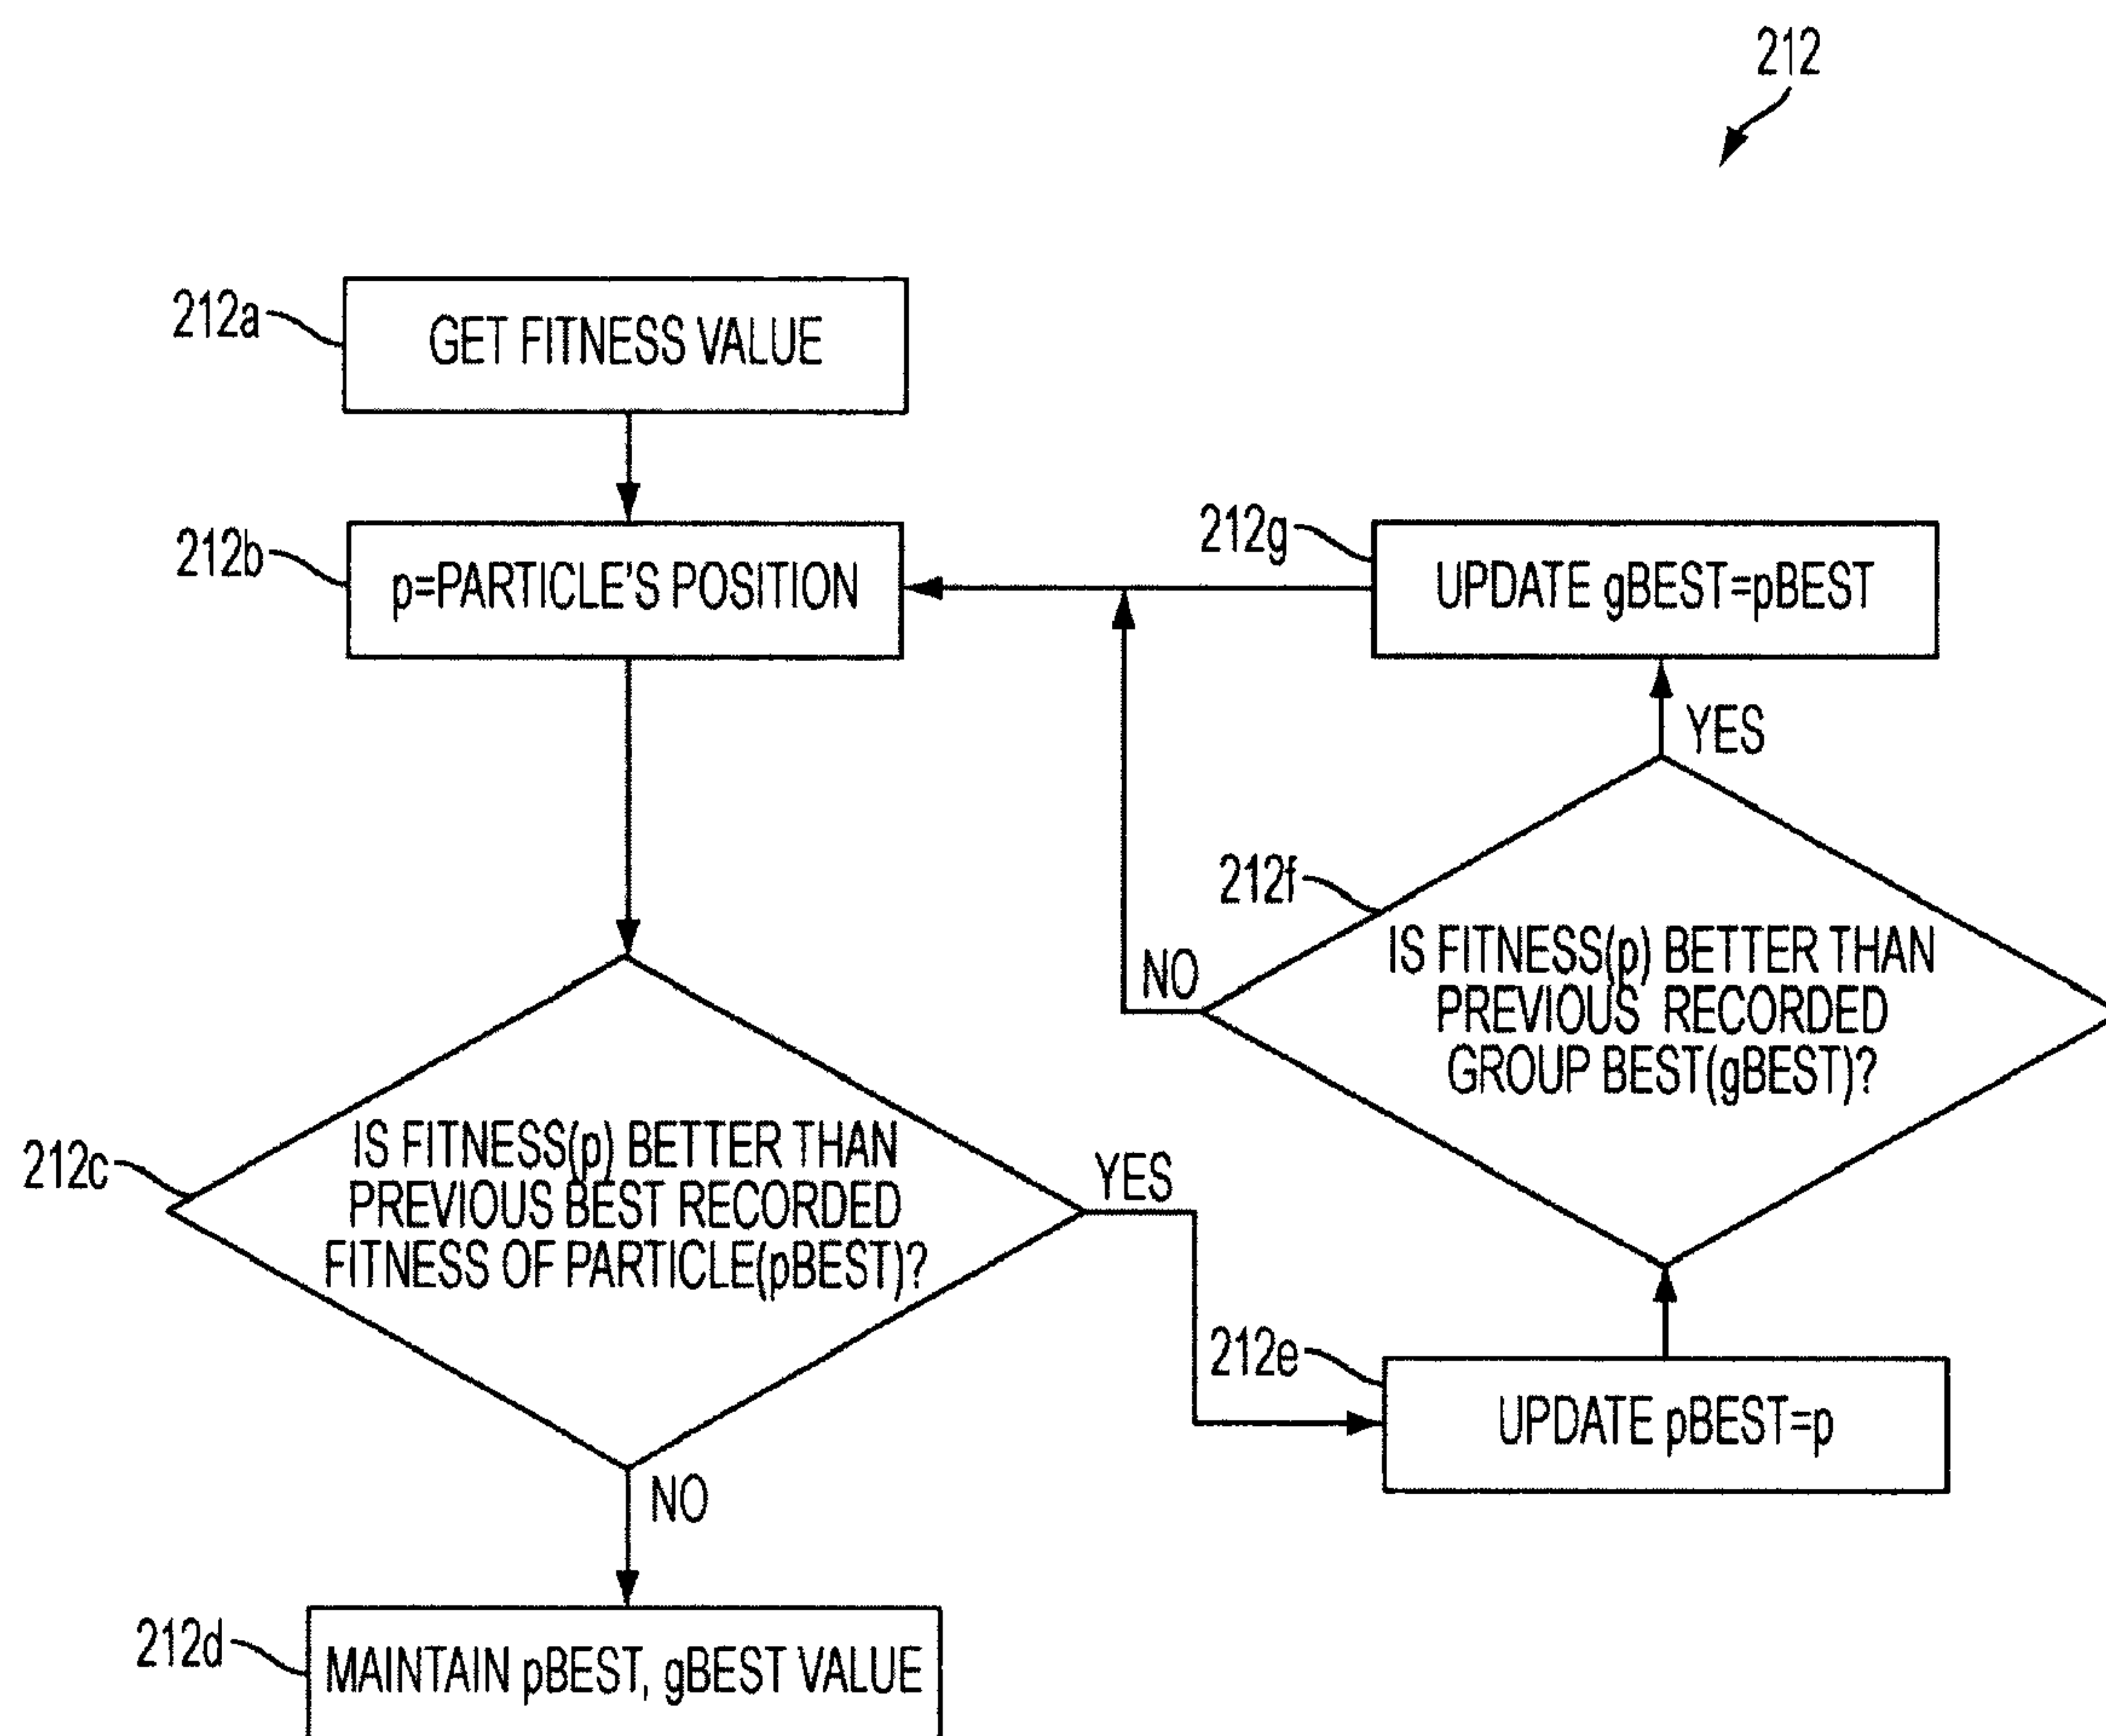 212
212a
GET FITNESS VALUE
212b
p=PARTICLE'S POSITION
212g
UPDATE gBEST=pBEST
YES
212f
IS FITNESS(p) BETTER THAN
PREVIOUS RECORDED
GROUP BEST(gBEST)?
NO
212c
IS FITNESS(p) BETTER THAN
PREVIOUS BEST RECORDED
FITNESS OF PARTICLE(pBEST)?
YES
212e
UPDATE pBEST=p
NO
212d
MAINTAIN pBEST, gBEST VALUE